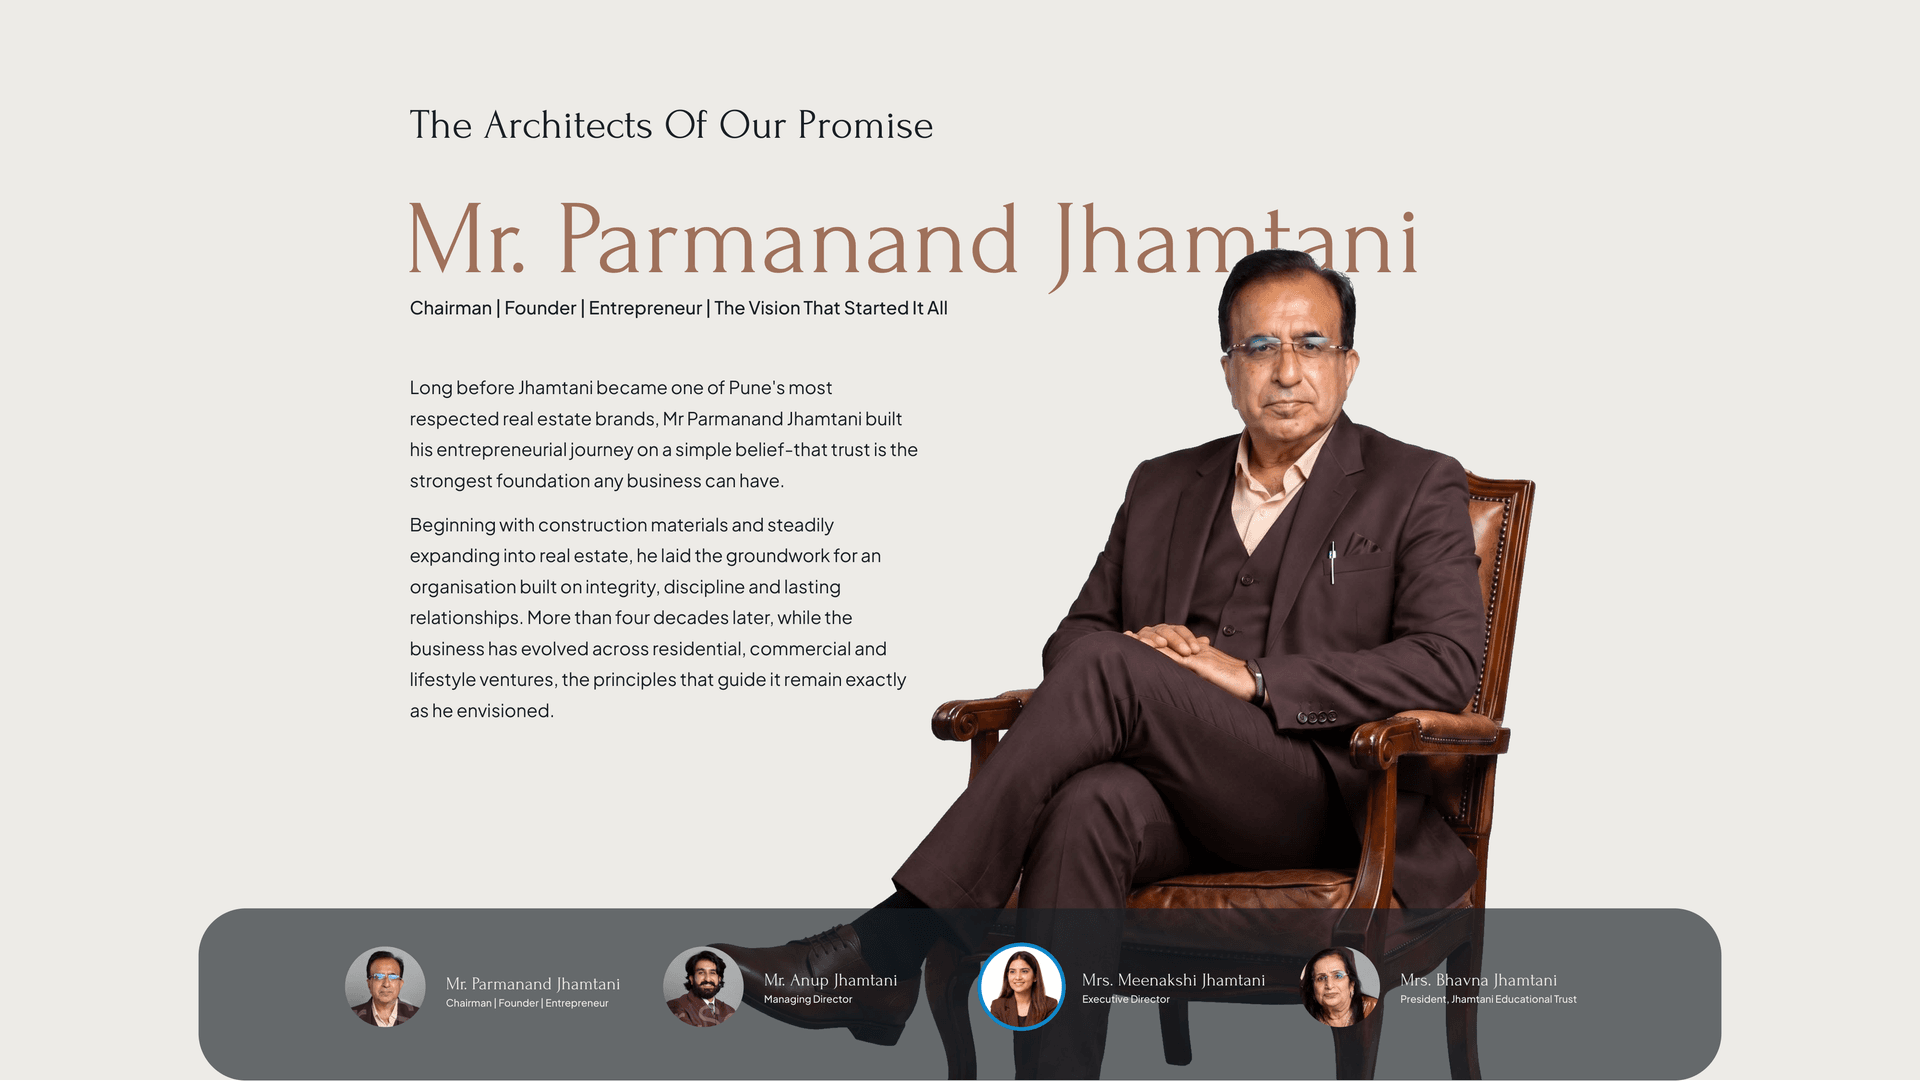 The Architects Of Our Promise
Mr. Parmanand Jhamtani
Chairman | Founder | Entrepreneur | The Vision That Started It All
Long before Jhamtani became one of Pune's most
respected real estate brands, Mr Parmanand Jhamtani built
his entrepreneurial journey on a simple belief-that trust is the
strongest foundation any business can have.
Beginning with construction materials and steadily
expanding into real estate, he laid the groundwork for an
organisation built on integrity, discipline and lasting
relationships. More than four decades later, while the
business has evolved across residential, commercial and
lifestyle ventures, the principles that guide it remain exactly
as he envisioned.
Mr. Parmanand Jhamtani
Chairman | Founder | Entrepreneur
Mr. Anup Jhamtani
Managing Director
Mrs. Meenakshi Jhamtani
Executive Director
Mrs. Bhavna Jhamtani
President, Jhamtani Educational Trust